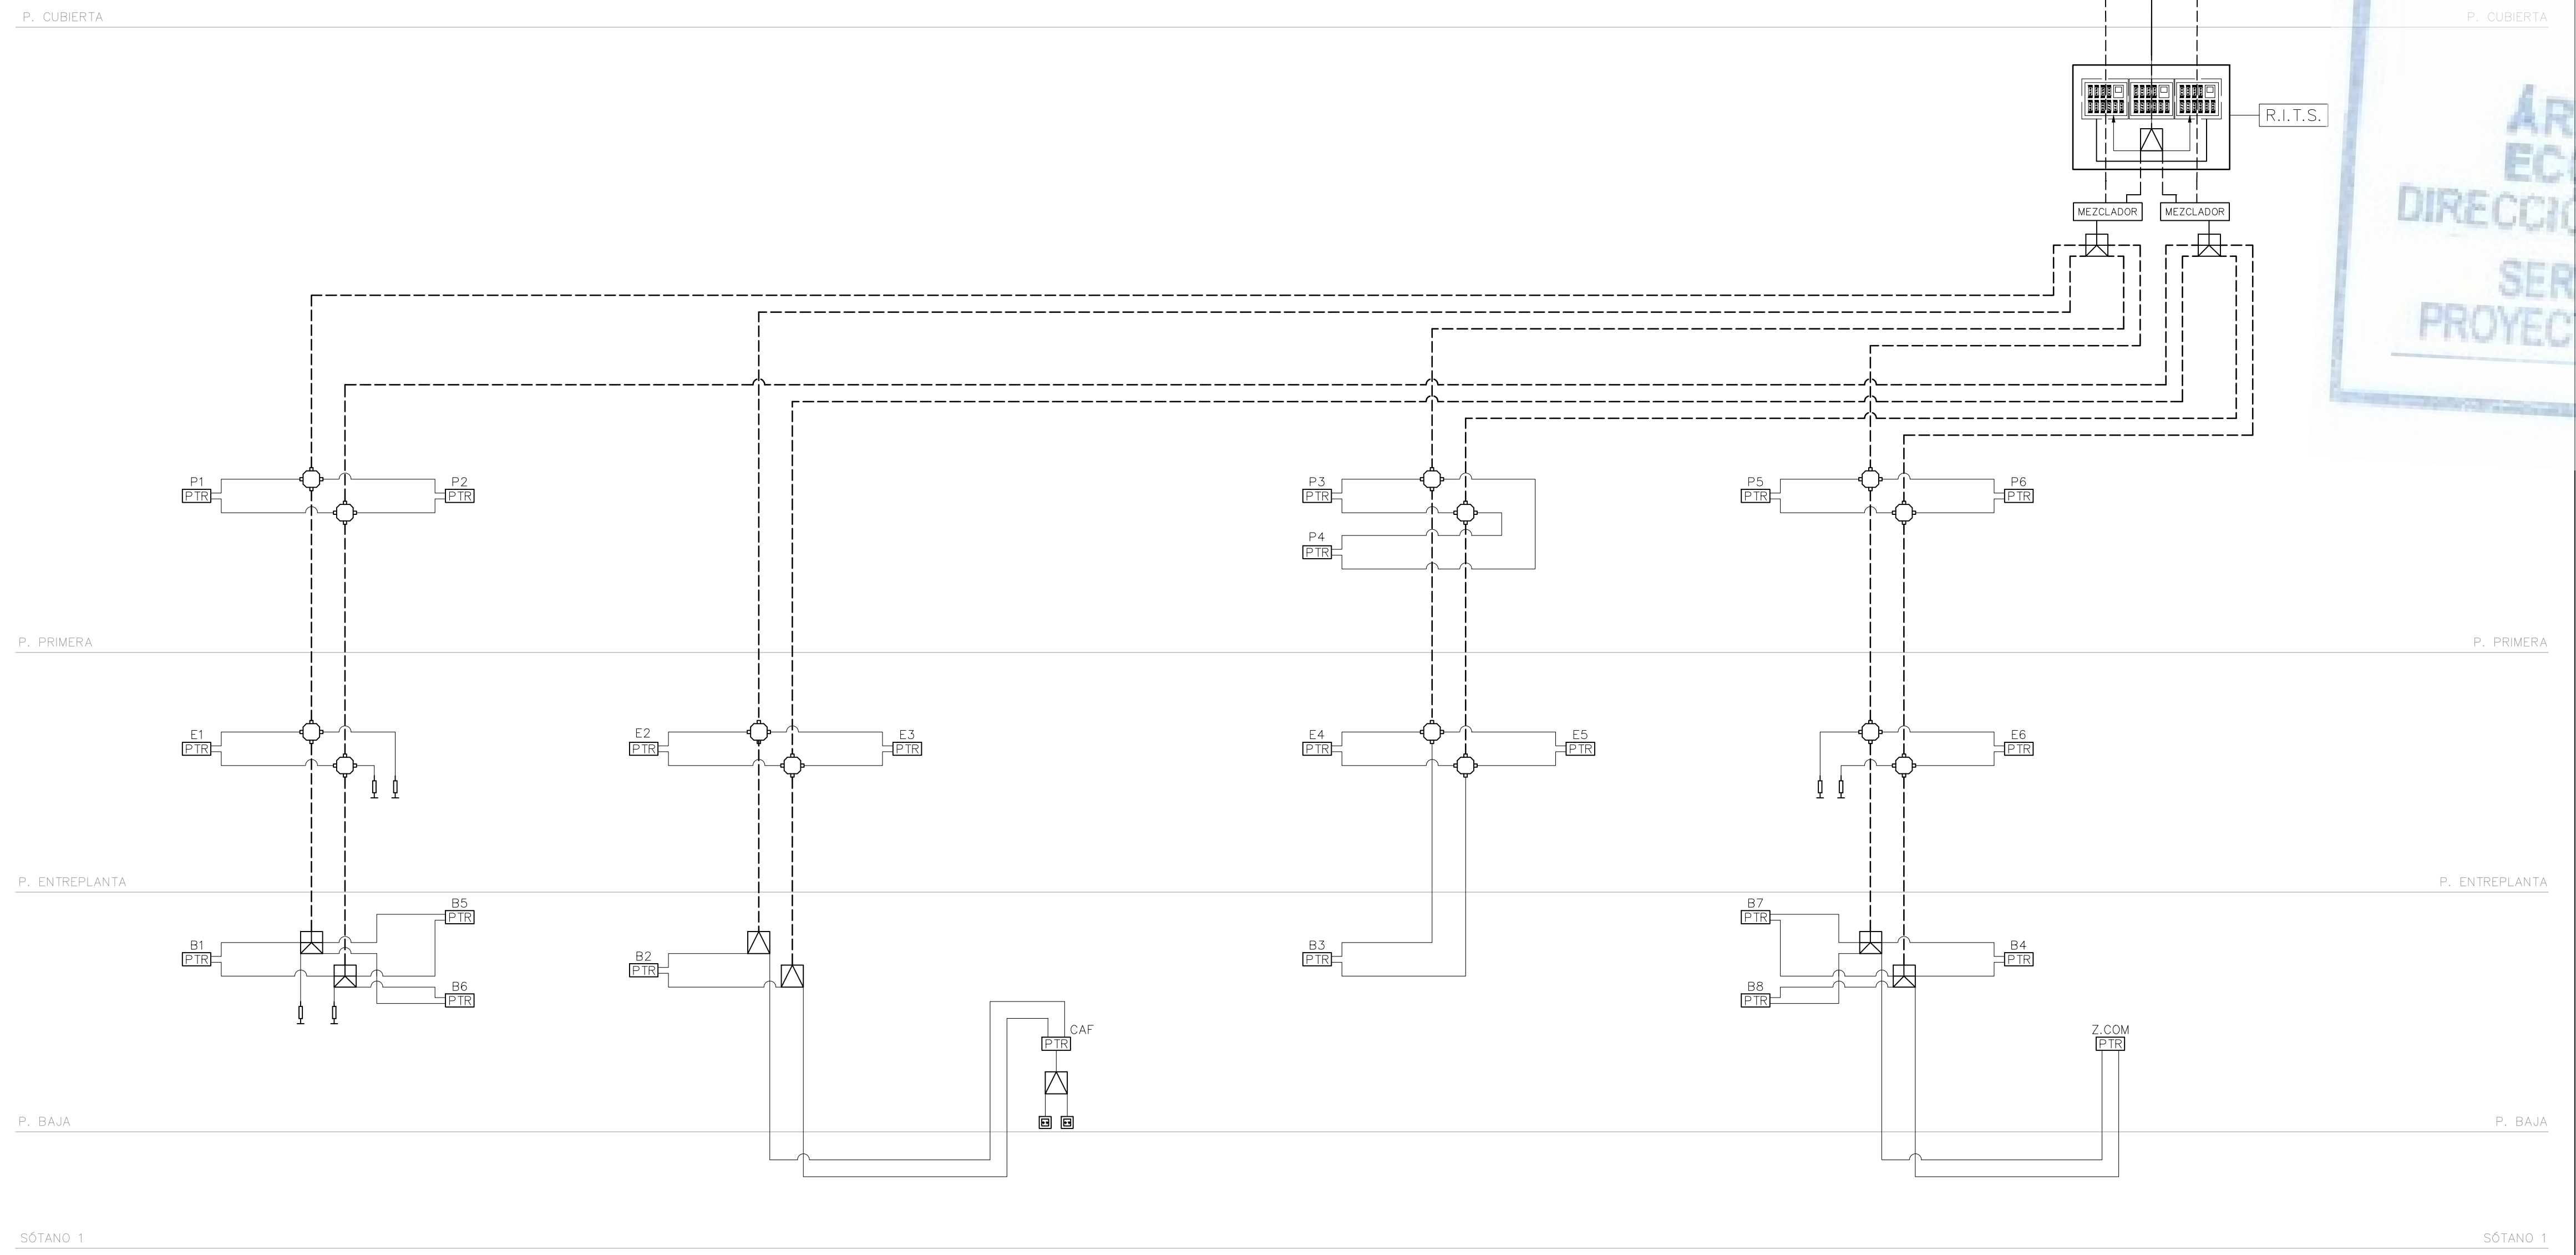 P. CUBIERTA P. CUBIERTA
R.I.T.S.
ÁR
DIRECCIÓ
MEZCLADOR MEZCLADOR
SER
PROYEC
P1 P2 P3 P5 P6
PTR PTR PTR PTR PTR
P4
PTR
P. PRIMERA P. PRIMERA
E1 E2 E3 E4 E5 E6
PTR PTR PTR PTR PTR PTR
P. ENTREPLANTA P. ENTREPLANTA
B5 B7
PTR PTR
B1 B2 B3 B4
PTR PTR PTR PTR
B6 B8
PTR PTR
CAF Z.COM
PTR PTR
P. BAJA P. BAJA
SÓTANO 1 SÓTANO 1